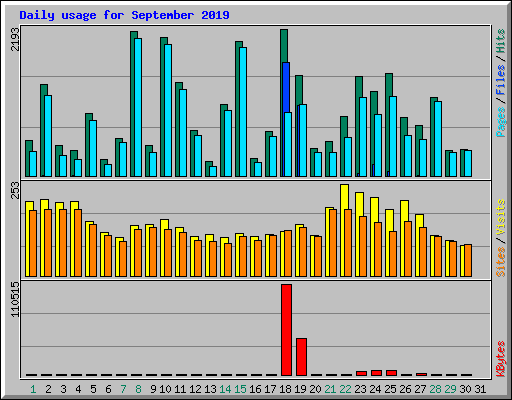 Daily usage for September 2019
2193
Pages / Files / Hits
253
Sites / Visits
110515
KBytes
1 2 3 4 5 6 7 8 9 10 11 12 13 14 15 16 17 18 19 20 21 22 23 24 25 26 27 28 29 30 31